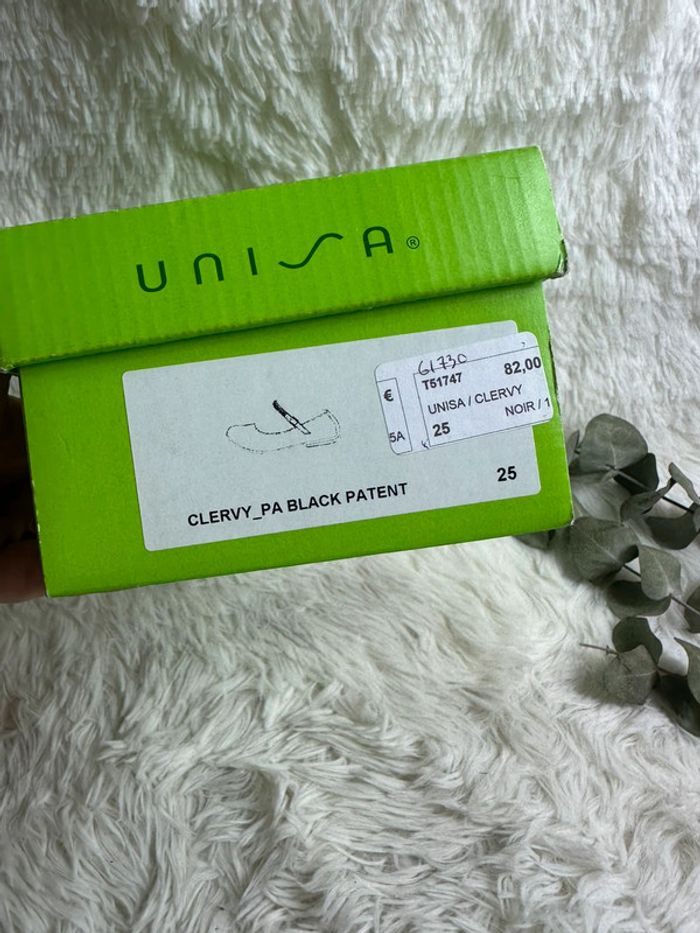 UNISA®
61730
€ T51747 82,00
UNISA / CLERVY
NOIR / 1
5A 25
CLERVY_PA BLACK PATENT 25